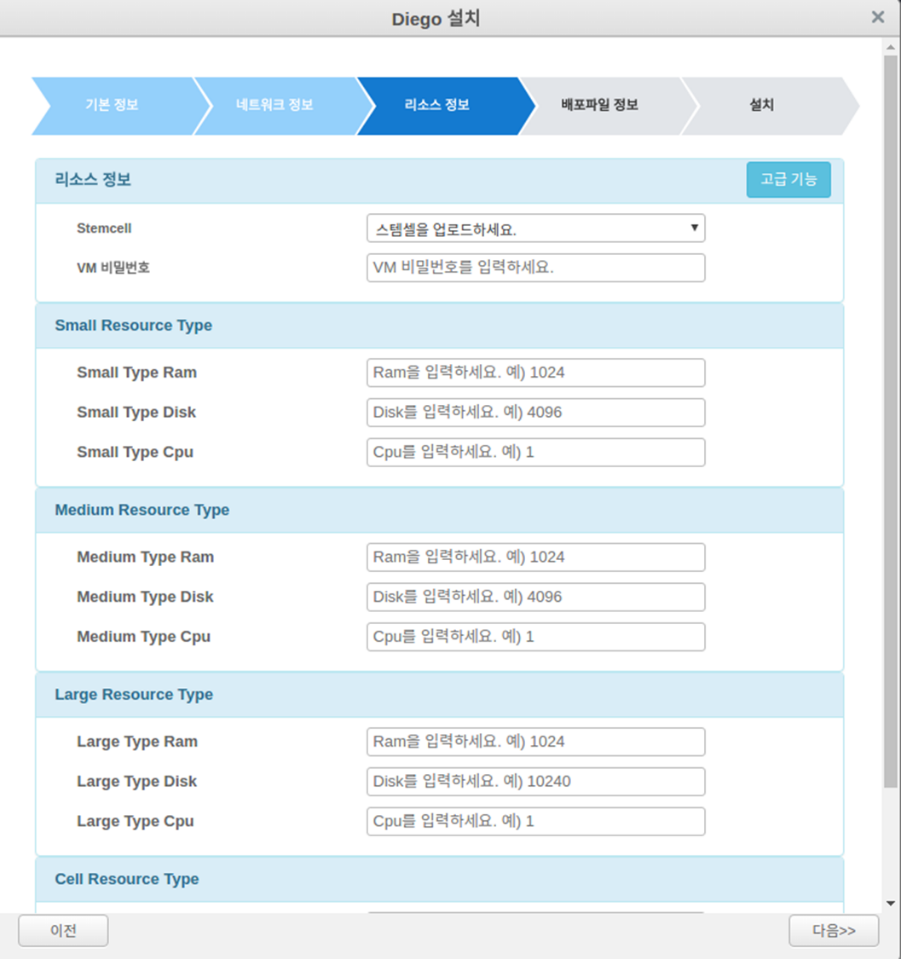 Diego 설치
×
기본 정보
네트워크 정보
리소스 정보
배포파일 정보
설치
리소스 정보
고급 기능
Stemcell
스템셀을 업로드하세요.
VM 비밀번호
VM 비밀번호를 입력하세요.
Small Resource Type
Small Type Ram
Ram을 입력하세요. 예) 1024
Small Type Disk
Disk를 입력하세요. 예) 4096
Small Type Cpu
Cpu를 입력하세요. 예) 1
Medium Resource Type
Medium Type Ram
Ram을 입력하세요. 예) 1024
Medium Type Disk
Disk를 입력하세요. 예) 4096
Medium Type Cpu
Cpu를 입력하세요. 예) 1
Large Resource Type
Large Type Ram
Ram을 입력하세요. 예) 1024
Large Type Disk
Disk를 입력하세요. 예) 10240
Large Type Cpu
Cpu를 입력하세요. 예) 1
Cell Resource Type
이전
다음>>